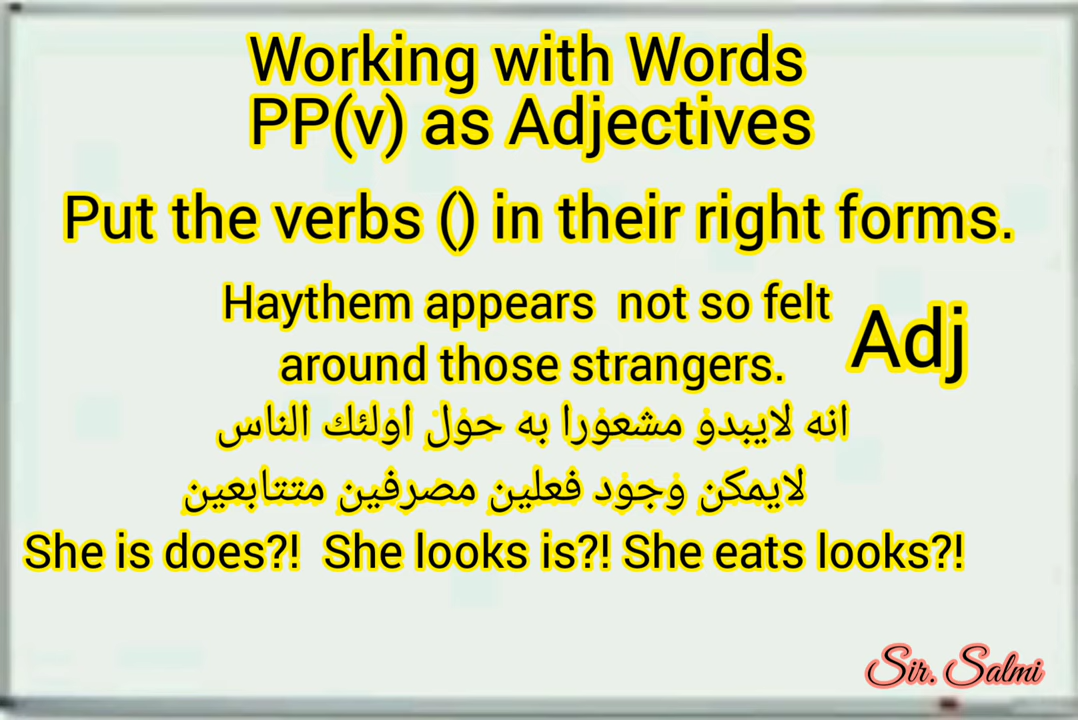 Working with Words
PP(v) as Adjectives
Put the verbs () in their right forms.
Haythem appears not so felt
around those strangers.
Adj
انه لايبدو مشعورا به حول اولئك الناس
لايمكن وجود فعلين مصرفين متتابعين
She is does?! She looks is?! She eats looks?!
Sir. Salmi